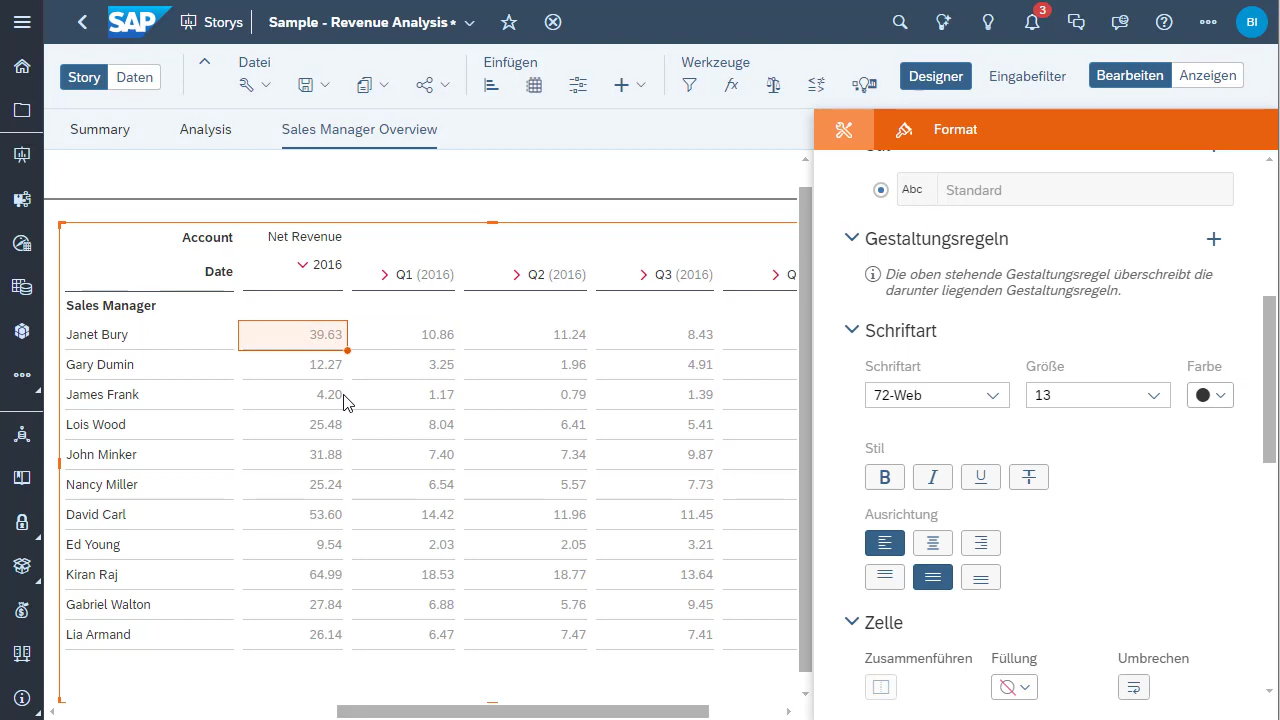 SAP Storys Sample - Revenue Analysis * 3 BI
Story Daten Datei Einfügen Werkzeuge Designer Eingabefilter Bearbeiten Anzeigen
Summary Analysis Sales Manager Overview
Format
Abc Standard
Gestaltungsregeln
Die oben stehende Gestaltungsregel überschreibt die
darunter liegenden Gestaltungsregeln.
Schriftart
Schriftart Größe Farbe
72-Web 13
Stil
B I U T
Ausrichtung
Zelle
Zusammenführen Füllung Umbrechen
Account Net Revenue
Date 2016 Q1 (2016) Q2 (2016) Q3 (2016) Q
Sales Manager
Janet Bury 39.63 10.86 11.24 8.43
Gary Dumin 12.27 3.25 1.96 4.91
James Frank 4.20 1.17 0.79 1.39
Lois Wood 25.48 8.04 6.41 5.41
John Minker 31.88 7.40 7.34 9.87
Nancy Miller 25.24 6.54 5.57 7.73
David Carl 53.60 14.42 11.96 11.45
Ed Young 9.54 2.03 2.05 3.21
Kiran Raj 64.99 18.53 18.77 13.64
Gabriel Walton 27.84 6.88 5.76 9.45
Lia Armand 26.14 6.47 7.47 7.41